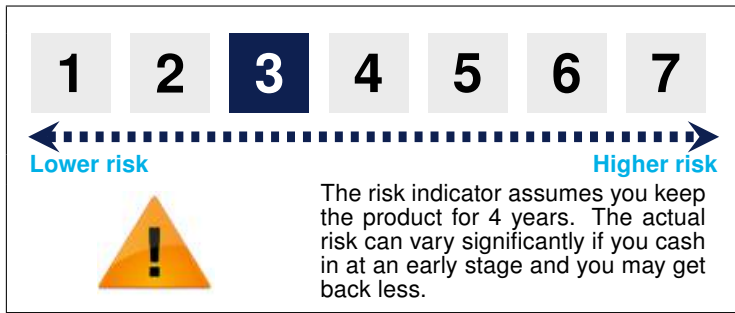 1 2 3 4 5 6 7
Lower risk Higher risk
The risk indicator assumes you keep
the product for 4 years. The actual
risk can vary significantly if you cash
in at an early stage and you may get
back less.